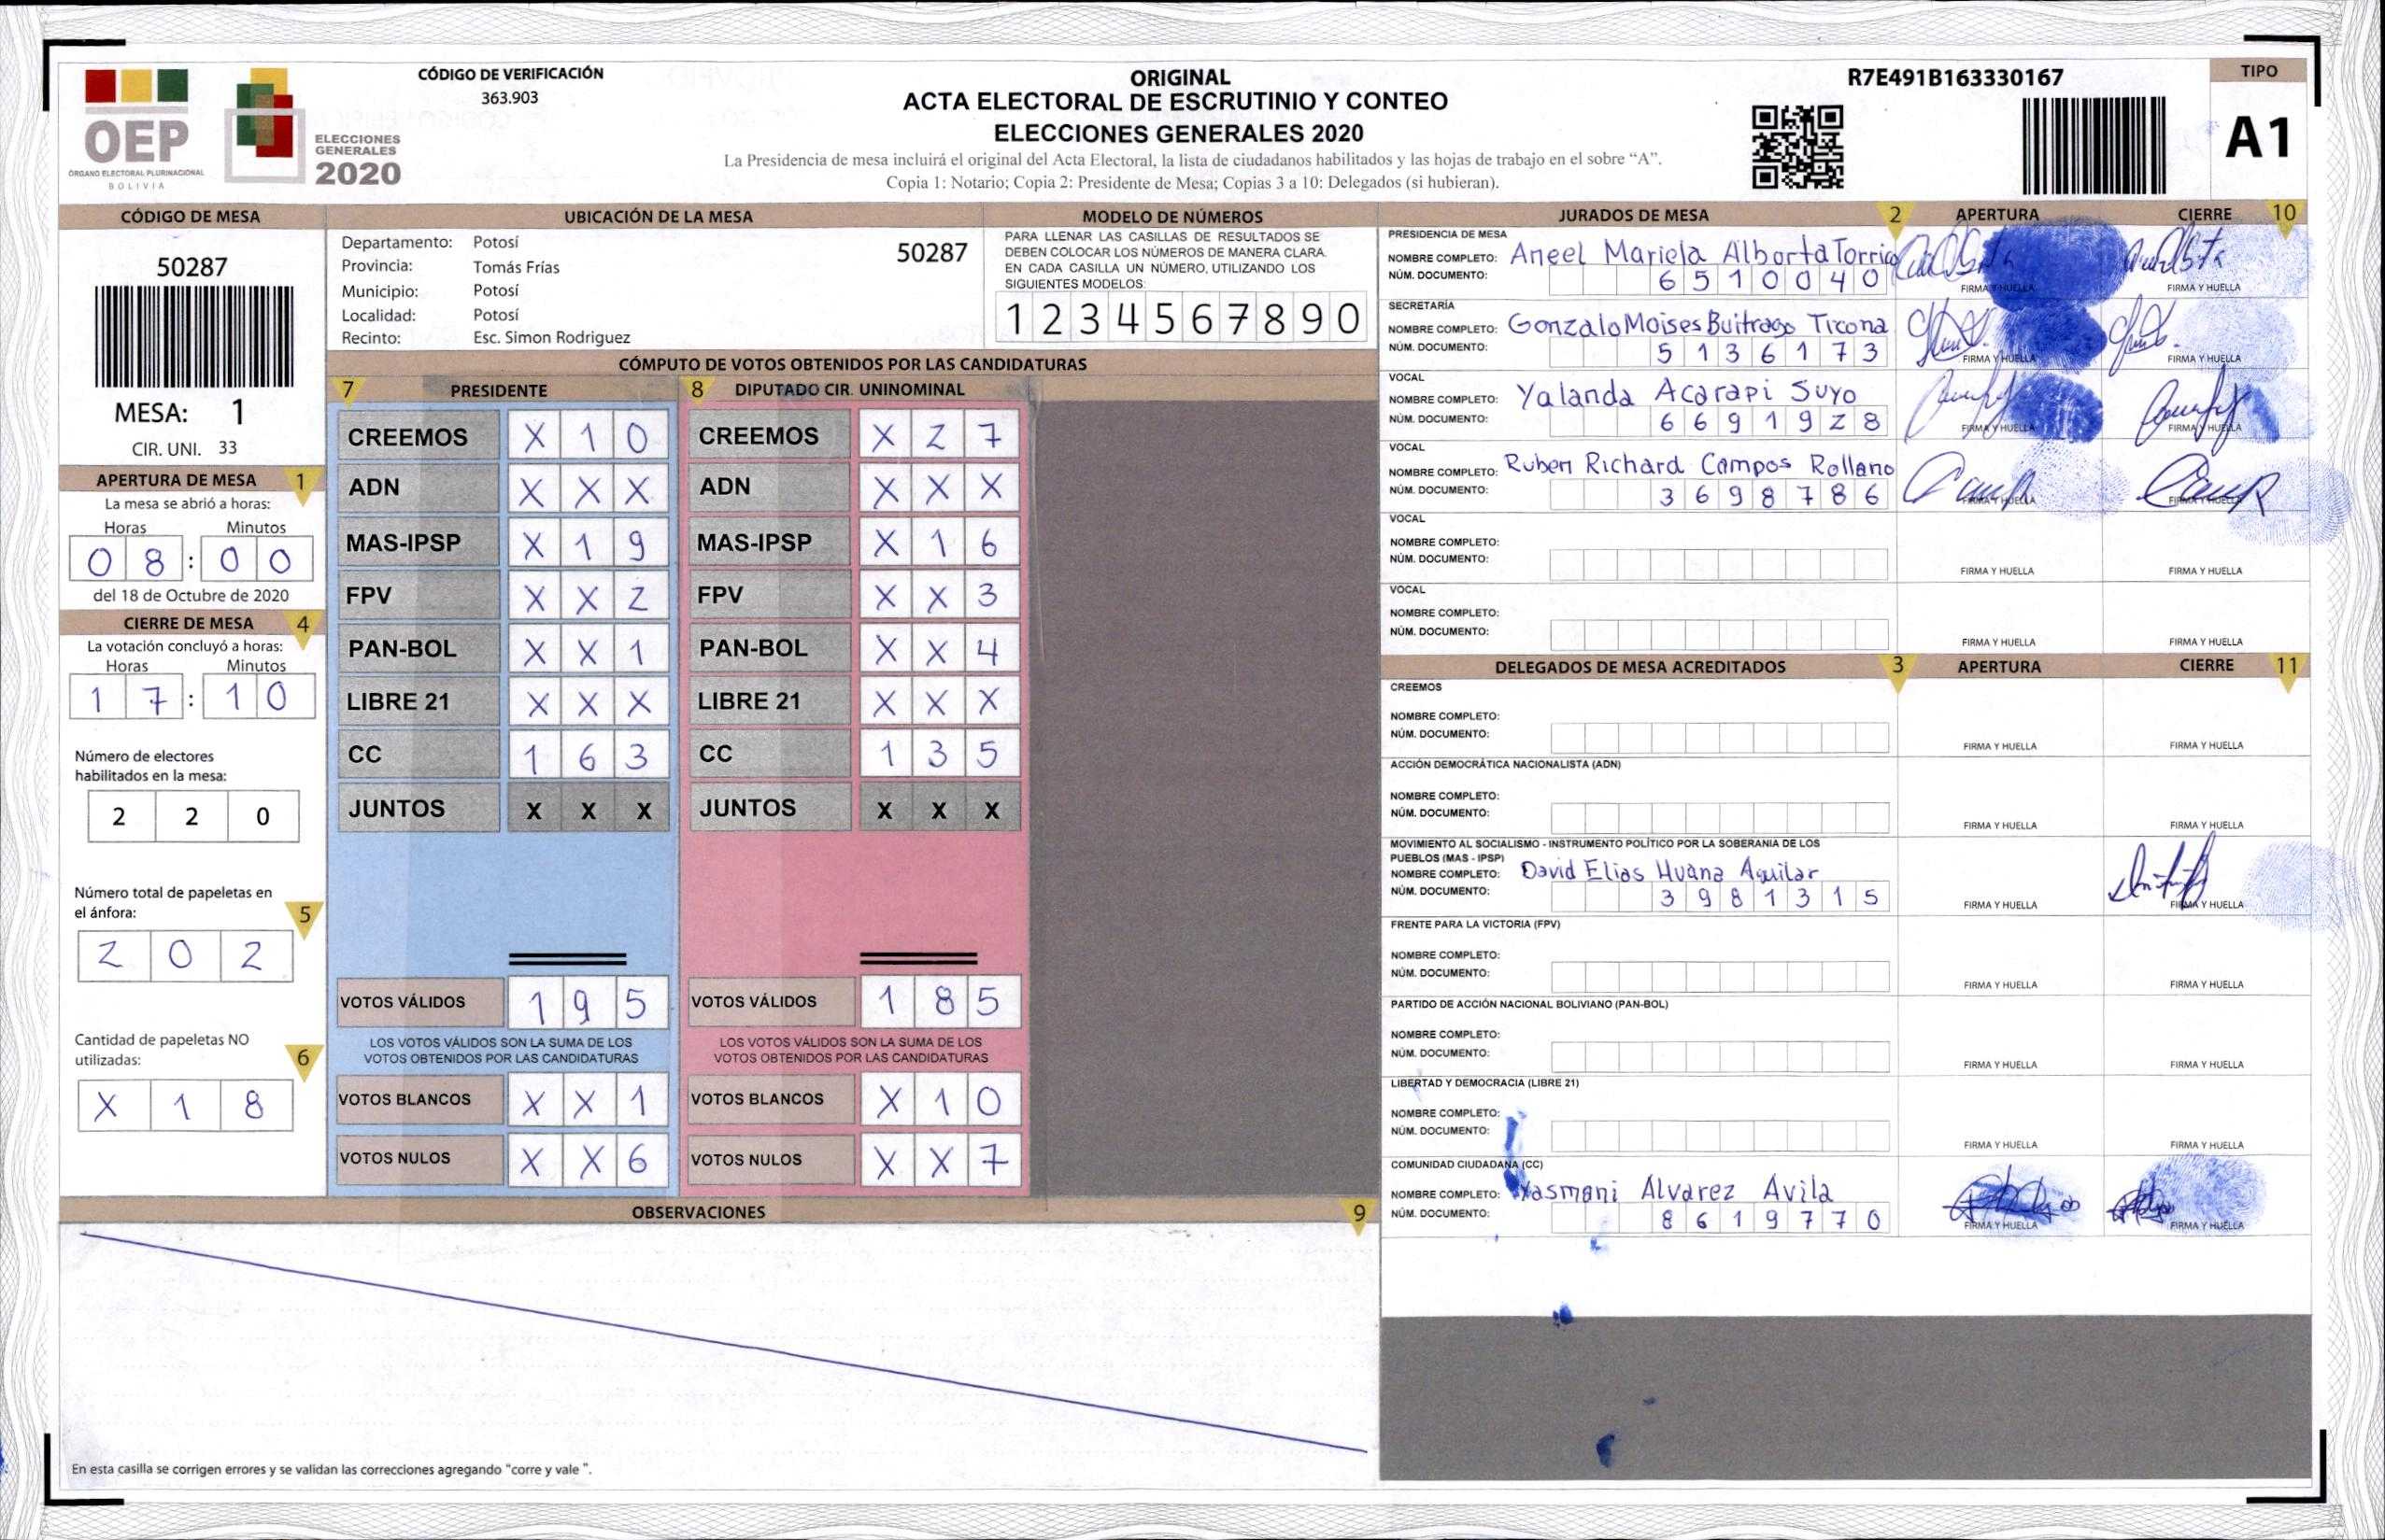 OEP
ÓRGANO ELECTORAL PLURINACIONAL
BOLIVIA
ELECCIONES
GENERALES
2020
CÓDIGO DE VERIFICACIÓN
363.903
ORIGINAL
ACTA ELECTORAL DE ESCRUTINIO Y CONTEO
ELECCIONES GENERALES 2020
La Presidencia de mesa incluirá el original del Acta Electoral, la lista de ciudadanos habilitados y las hojas de trabajo en el sobre “A”.
Copia 1: Notario; Copia 2: Presidente de Mesa; Copias 3 a 10: Delegados (si hubieran).
R7E491B163330167
TIPO
A1
CÓDIGO DE MESA
50287
MESA: 1
CIR. UNI. 33
APERTURA DE MESA 1
La mesa se abrió a horas:
Horas Minutos
0 8 : 0 0
del 18 de Octubre de 2020
CIERRE DE MESA 4
La votación concluyó a horas:
Horas Minutos
1 7 : 1 0
Número de electores
habilitados en la mesa:
2 2 0
Número total de papeletas en
el ánfora: 5
2 0 2
Cantidad de papeletas NO
utilizadas: 6
X 1 8
UBICACIÓN DE LA MESA
Departamento: Potosí 50287
Provincia: Tomás Frías
Municipio: Potosí
Localidad: Potosí
Recinto: Esc. Simon Rodriguez
MODELO DE NÚMEROS
PARA LLENAR LAS CASILLAS DE RESULTADOS SE
DEBEN COLOCAR LOS NÚMEROS DE MANERA CLARA.
EN CADA CASILLA UN NÚMERO, UTILIZANDO LOS
SIGUIENTES MODELOS:
1 2 3 4 5 6 7 8 9 0
CÓMPUTO DE VOTOS OBTENIDOS POR LAS CANDIDATURAS
7 PRESIDENTE
CREEMOS X 1 0
ADN X X X
MAS-IPSP X 1 9
FPV X X 2
PAN-BOL X X 1
LIBRE 21 X X X
CC 1 6 3
JUNTOS X X X
VOTOS VÁLIDOS 1 9 5
LOS VOTOS VÁLIDOS SON LA SUMA DE LOS
VOTOS OBTENIDOS POR LAS CANDIDATURAS
VOTOS BLANCOS X X 1
VOTOS NULOS X X 6
8 DIPUTADO CIR. UNINOMINAL
CREEMOS X 2 7
ADN X X X
MAS-IPSP X 1 6
FPV X X 3
PAN-BOL X X 4
LIBRE 21 X X X
CC 1 3 5
JUNTOS X X X
VOTOS VÁLIDOS 1 8 5
LOS VOTOS VÁLIDOS SON LA SUMA DE LOS
VOTOS OBTENIDOS POR LAS CANDIDATURAS
VOTOS BLANCOS X 1 0
VOTOS NULOS X X 7
OBSERVACIONES 9
En esta casilla se corrigen errores y se validan las correcciones agregando “corre y vale ”.
JURADOS DE MESA 2 APERTURA CIERRE 10
PRESIDENCIA DE MESA
NOMBRE COMPLETO: Aneel Mariela Alborta Torrico
NÚM. DOCUMENTO: 6 5 1 0 0 4 0
FIRMA Y HUELLA FIRMA Y HUELLA
SECRETARÍA
NOMBRE COMPLETO: Gonzalo Moises Buitrago Ticona
NÚM. DOCUMENTO: 5 1 3 6 1 7 3
FIRMA Y HUELLA FIRMA Y HUELLA
VOCAL
NOMBRE COMPLETO: Yalanda Acarapi Suyo
NÚM. DOCUMENTO: 6 6 9 1 9 2 8
FIRMA Y HUELLA FIRMA Y HUELLA
VOCAL
NOMBRE COMPLETO: Ruben Richard Campos Rollano
NÚM. DOCUMENTO: 3 6 9 8 7 8 6
FIRMA Y HUELLA FIRMA Y HUELLA
VOCAL
NOMBRE COMPLETO:
NÚM. DOCUMENTO:
FIRMA Y HUELLA FIRMA Y HUELLA
VOCAL
NOMBRE COMPLETO:
NÚM. DOCUMENTO:
FIRMA Y HUELLA FIRMA Y HUELLA
DELEGADOS DE MESA ACREDITADOS 3 APERTURA CIERRE 11
CREEMOS
NOMBRE COMPLETO:
NÚM. DOCUMENTO:
FIRMA Y HUELLA FIRMA Y HUELLA
ACCIÓN DEMOCRÁTICA NACIONALISTA (ADN)
NOMBRE COMPLETO:
NÚM. DOCUMENTO:
FIRMA Y HUELLA FIRMA Y HUELLA
MOVIMIENTO AL SOCIALISMO - INSTRUMENTO POLÍTICO POR LA SOBERANIA DE LOS
PUEBLOS (MAS - IPSP)
NOMBRE COMPLETO: David Elias Huana Aguilar
NÚM. DOCUMENTO: 3 9 8 1 3 1 5
FIRMA Y HUELLA FIRMA Y HUELLA
FRENTE PARA LA VICTORIA (FPV)
NOMBRE COMPLETO:
NÚM. DOCUMENTO:
FIRMA Y HUELLA FIRMA Y HUELLA
PARTIDO DE ACCIÓN NACIONAL BOLIVIANO (PAN-BOL)
NOMBRE COMPLETO:
NÚM. DOCUMENTO:
FIRMA Y HUELLA FIRMA Y HUELLA
LIBERTAD Y DEMOCRACIA (LIBRE 21)
NOMBRE COMPLETO:
NÚM. DOCUMENTO:
FIRMA Y HUELLA FIRMA Y HUELLA
COMUNIDAD CIUDADANA (CC)
NOMBRE COMPLETO: Yasmani Alvarez Avila
NÚM. DOCUMENTO: 8 6 1 9 7 7 0
FIRMA Y HUELLA FIRMA Y HUELLA